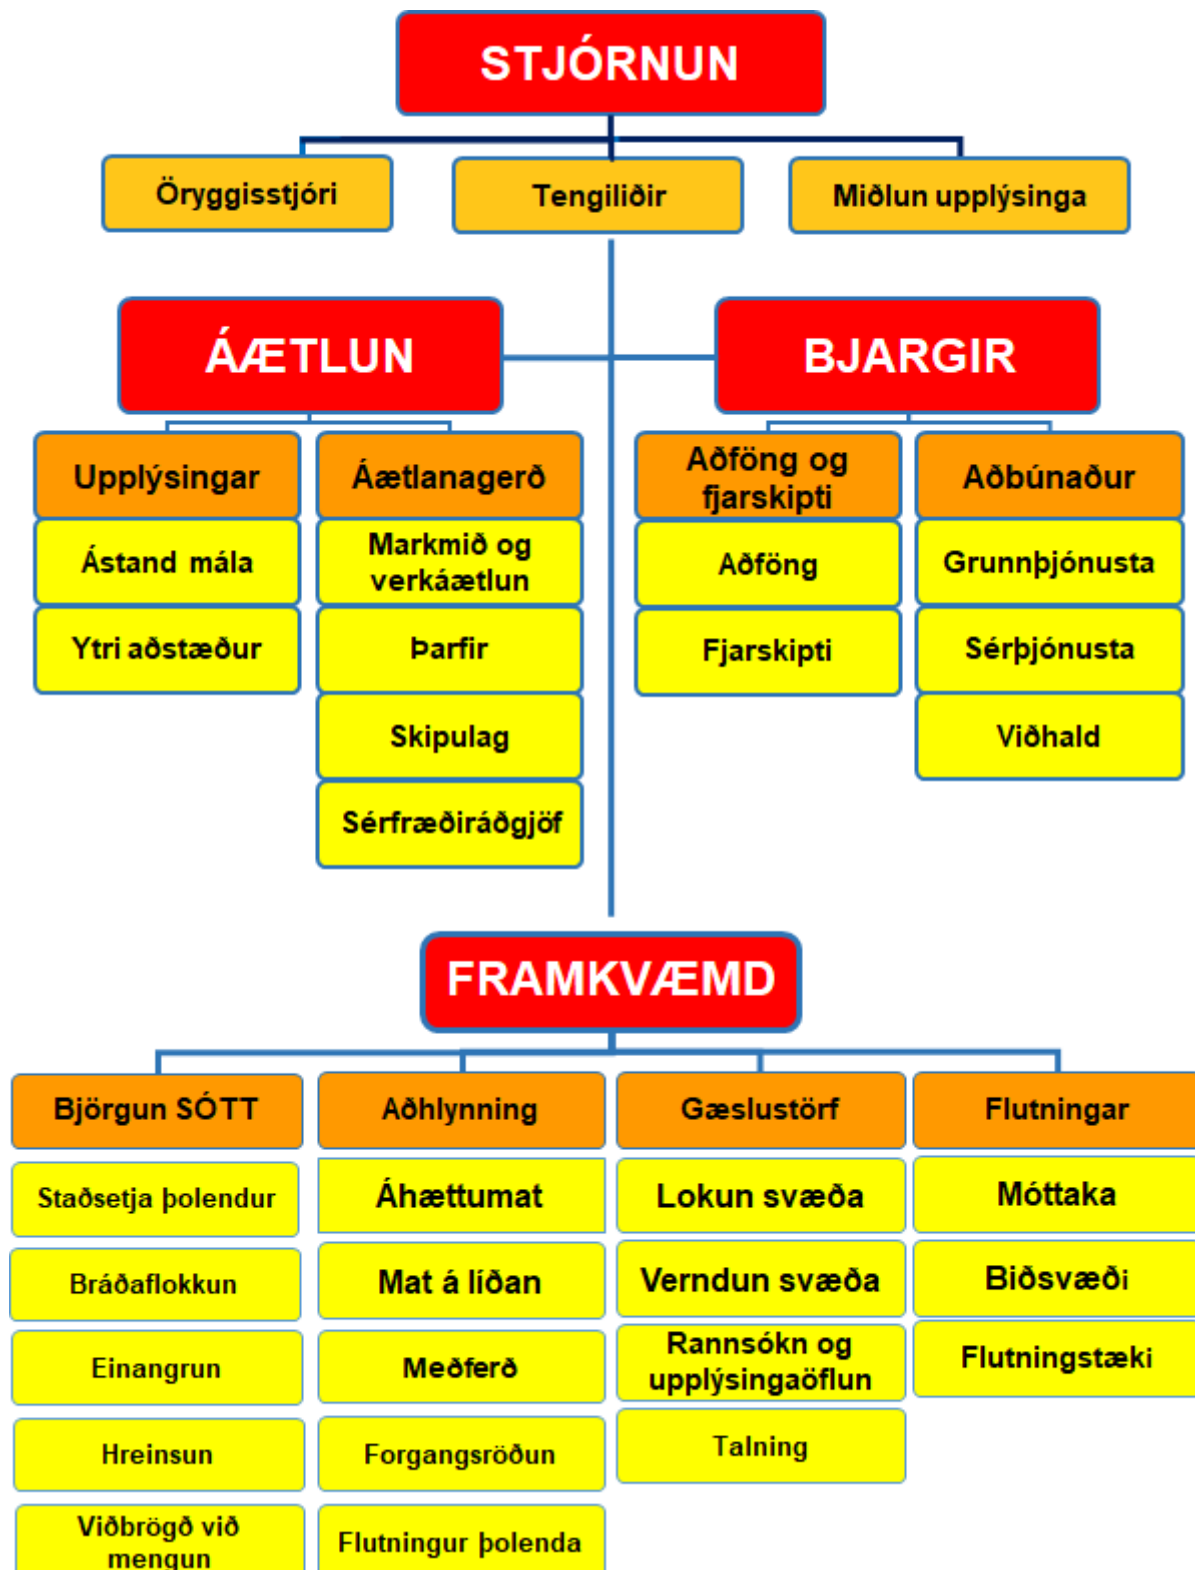 STJÓRNUN
Öryggisstjóri
Tengiliðir
Miðlun upplýsinga
ÁÆTLUN
BJARGIR
Upplýsingar
Ástand mála
Ytri aðstæður
Áætlanagerð
Markmið og
verkáætlun
Þarfir
Skipulag
Sérfræðiráðgjöf
Aðföng og
fjarskipti
Aðföng
Fjarskipti
Aðbúnaður
Grunnþjónusta
Sérþjónusta
Viðhald
FRAMKVÆMD
Björgun SÓTT
Staðsetja þolendur
Bráðaflokkun
Einangrun
Hreinsun
Viðbrögð við
mengun
Aðhlynning
Áhættumat
Mat á líðan
Meðferð
Forgangsröðun
Flutningur þolenda
Gæslustörf
Lokun svæða
Verndun svæða
Rannsókn og
upplýsingaöflun
Talning
Flutningar
Móttaka
Biðsvæði
Flutningstæki